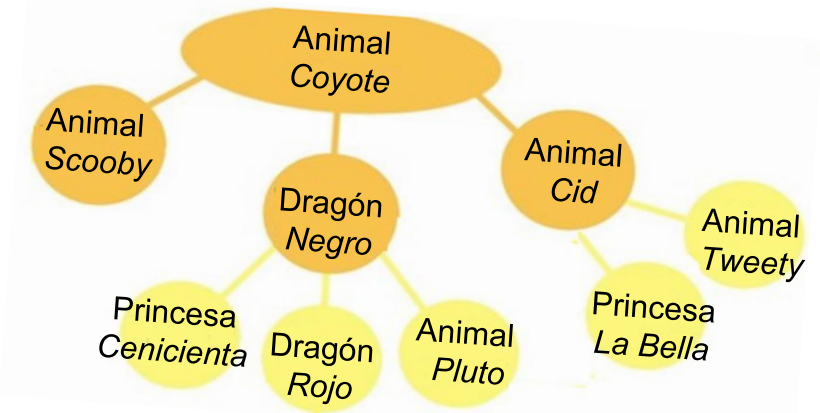 Animal
Coyote
Animal
Scooby
Dragón
Negro
Animal
Cid
Animal
Tweety
Princesa
Cenicienta
Dragón
Rojo
Animal
Pluto
Princesa
La Bella